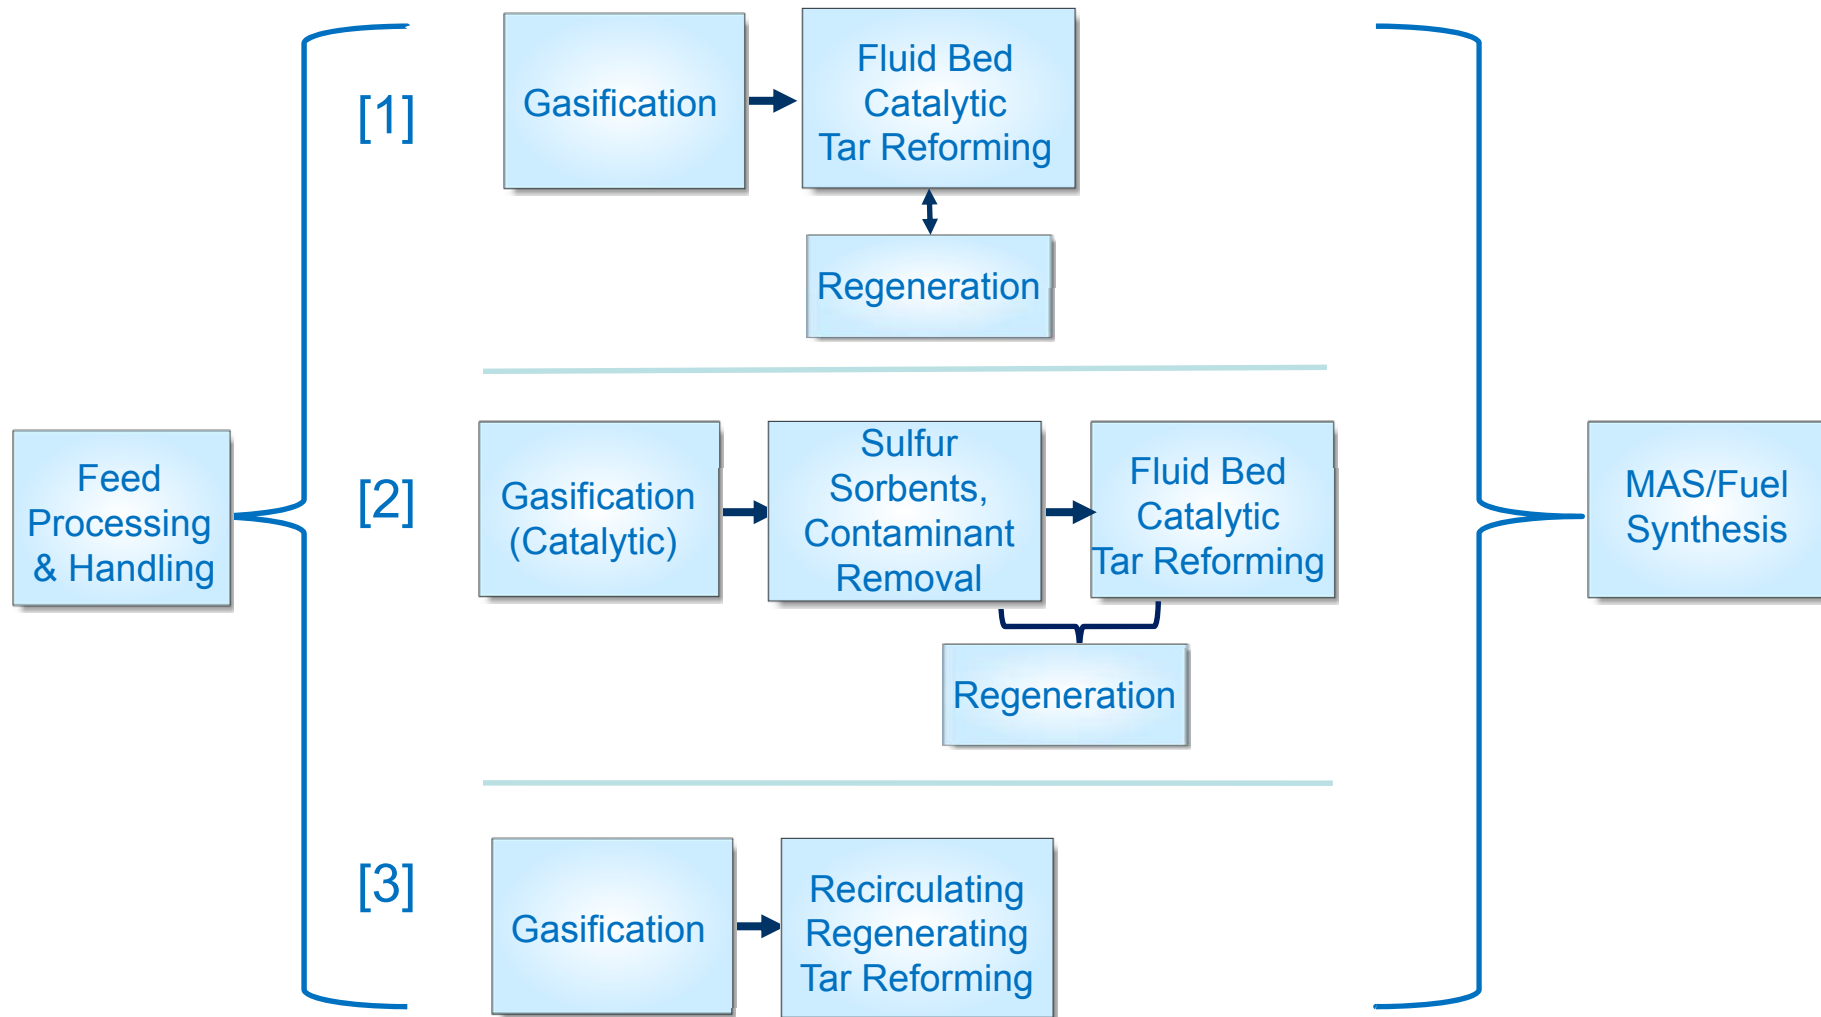 Feed
Processing
& Handling
[1]
Gasification
Fluid Bed
Catalytic
Tar Reforming
Regeneration
[2]
Gasification
(Catalytic)
Sulfur
Sorbents,
Contaminant
Removal
Fluid Bed
Catalytic
Tar Reforming
Regeneration
[3]
Gasification
Recirculating
Regenerating
Tar Reforming
MAS/Fuel
Synthesis